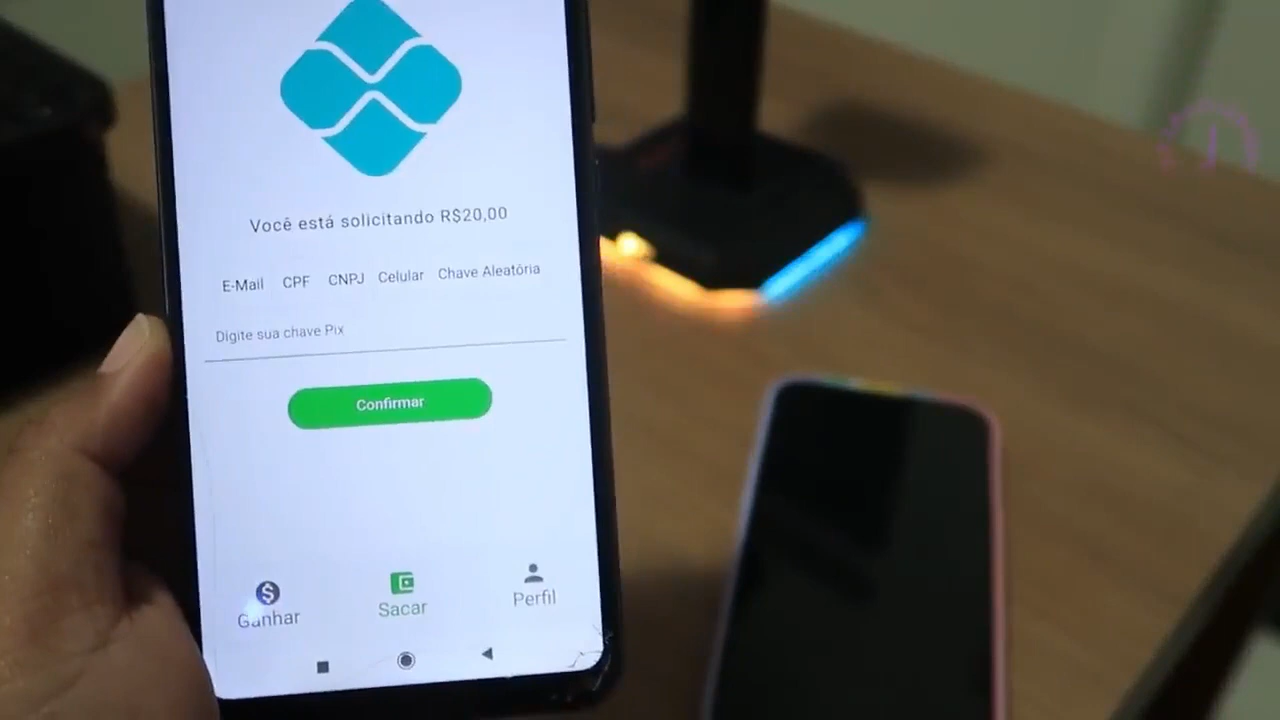 Você está solicitando R$20,00
E-Mail CPF CNPJ Celular Chave Aleatória
Digite sua chave Pix
Confirmar
Ganhar Sacar Perfil